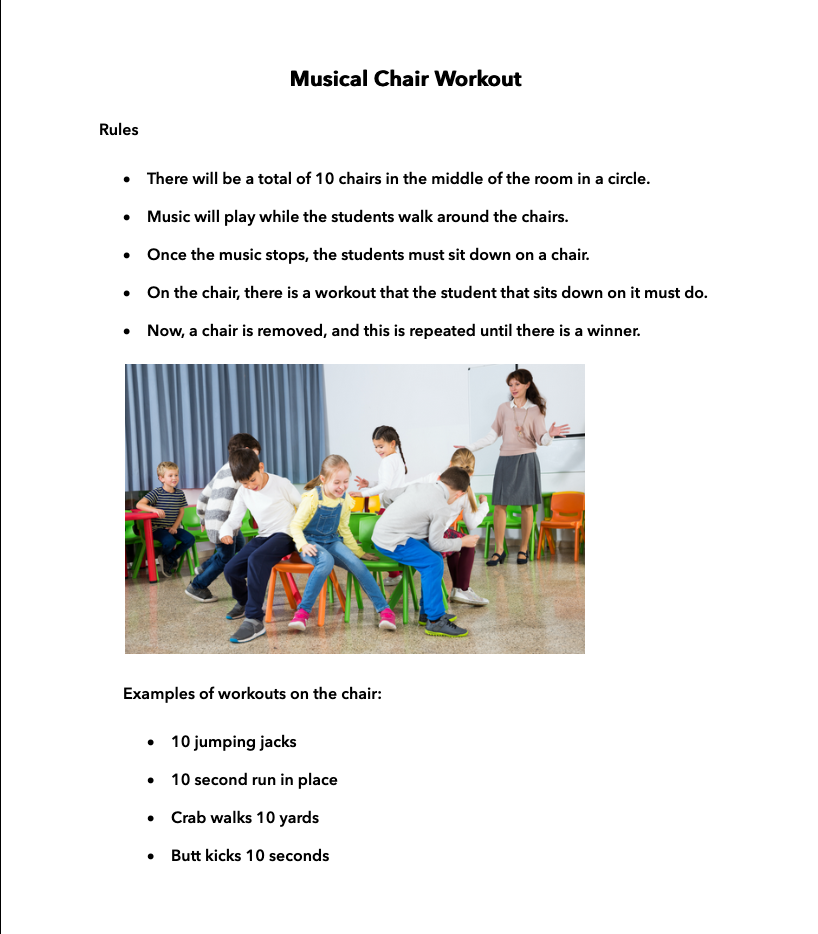 Musical Chair Workout
Rules
• There will be a total of 10 chairs in the middle of the room in a circle.
• Music will play while the students walk around the chairs.
• Once the music stops, the students must sit down on a chair.
• On the chair, there is a workout that the student that sits down on it must do.
• Now, a chair is removed, and this is repeated until there is a winner.
Examples of workouts on the chair:
• 10 jumping jacks
• 10 second run in place
• Crab walks 10 yards
• Butt kicks 10 seconds